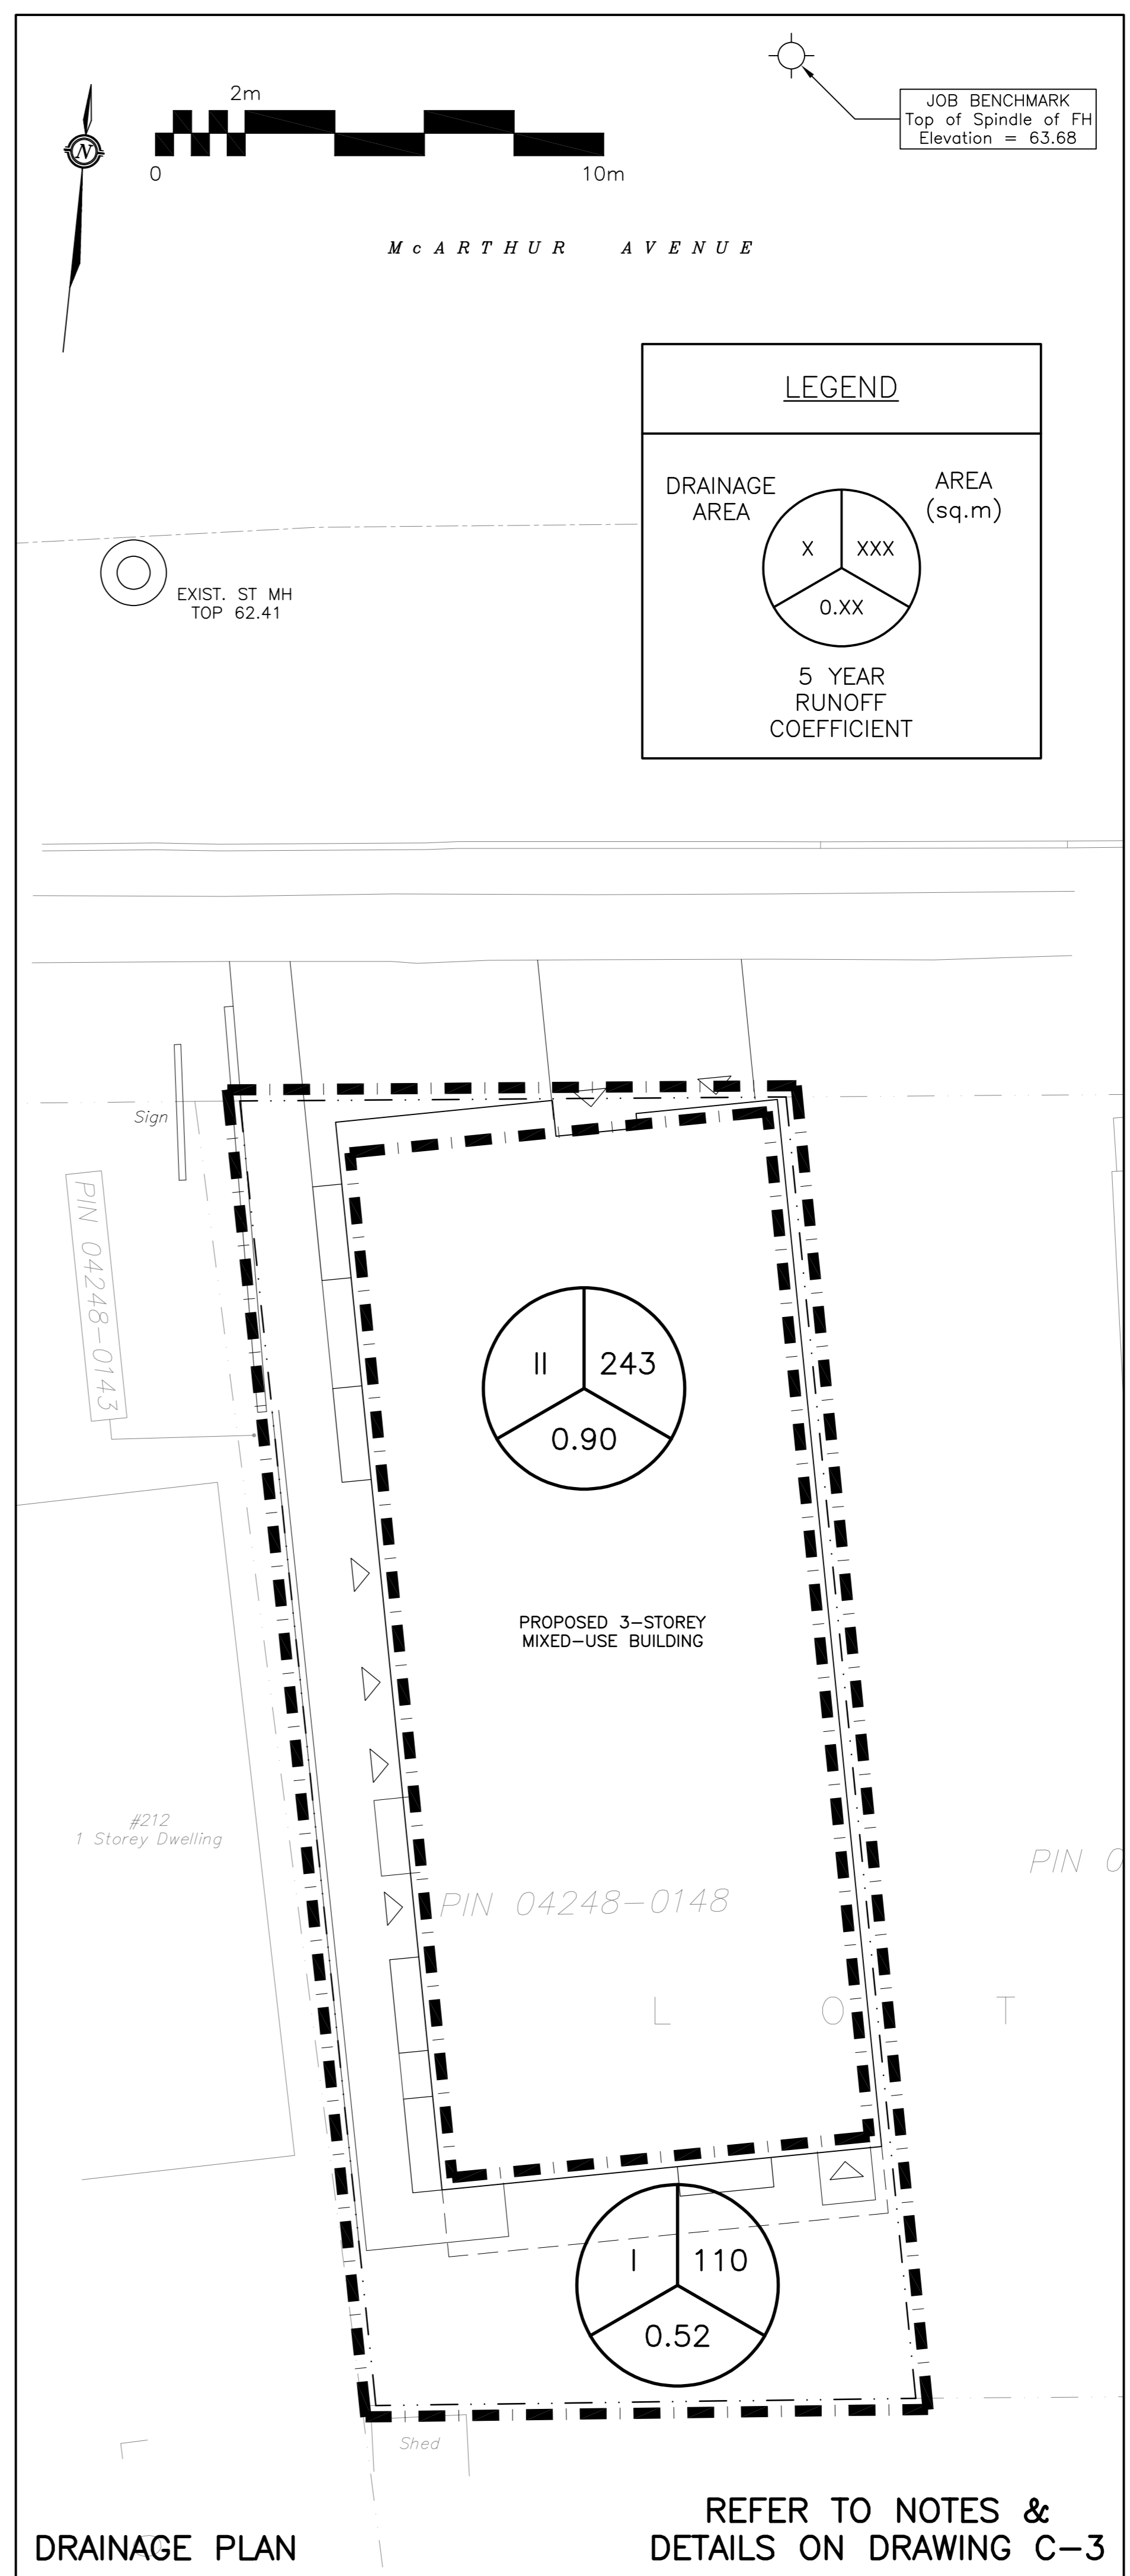 JOB BENCHMARK
Top of Spindle of FH
Elevation = 63.68
2m
N
0
10m
McARTHUR AVENUE
LEGEND
DRAINAGE
AREA
AREA
(sq.m)
X
XXX
0.XX
5 YEAR
RUNOFF
COEFFICIENT
EXIST. ST MH
TOP 62.41
Sign
PIN 04248-0143
II
243
0.90
PROPOSED 3-STOREY
MIXED-USE BUILDING
#212
1 Storey Dwelling
PIN 0
PIN 04248-0148
L O T
I
110
0.52
Shed
L
O
REFER TO NOTES &
DETAILS ON DRAWING C-3
DRAINAGE PLAN